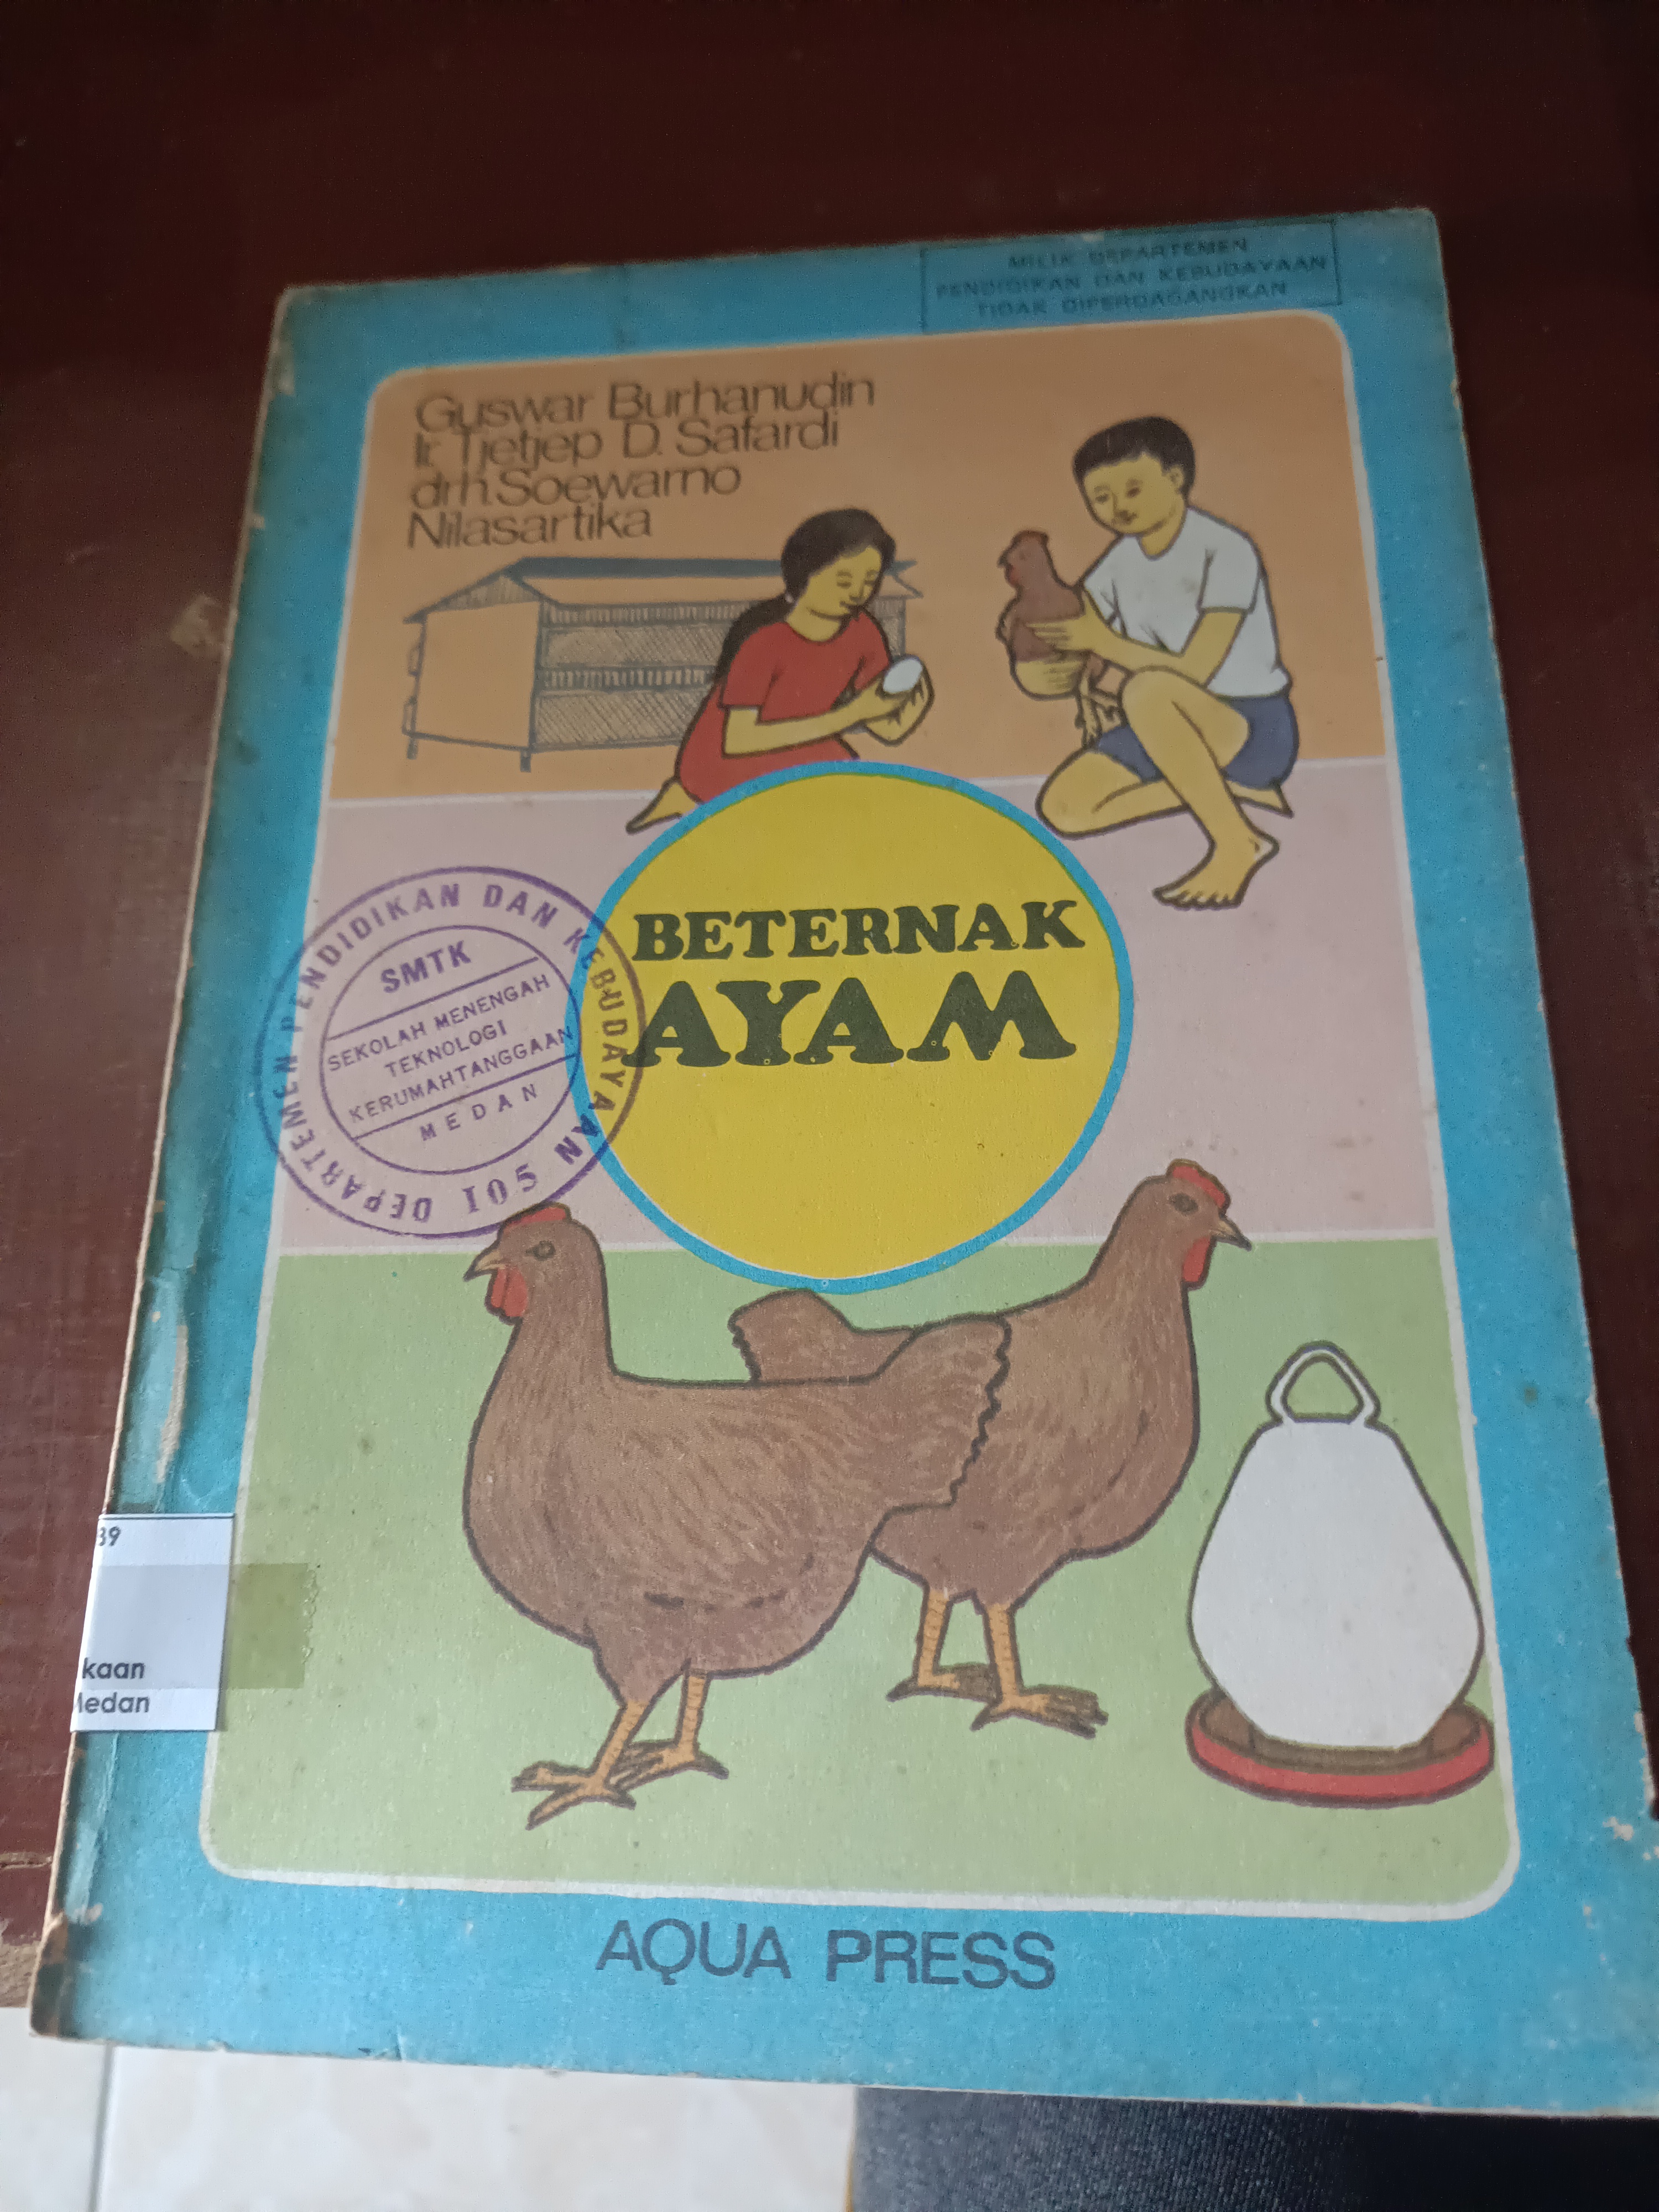 MILIK DEPARTEMEN
PENDIDIKAN DAN KEBUDAYAAN
TIDAK DIPERDAGANGKAN
Guswar Burhanudin
Ir. Tjetjep D. Safardi
drh.Soewarno
Nilasartika
BETERNAK
AYAM
DEPARTEMEN PENDIDIKAN DAN KEBUDAYAAN
SMTK
SEKOLAH MENENGAH
TEKNOLOGI
KERUMAHTANGGAAN
MEDAN
105
39
kaan
Medan
AQUA PRESS